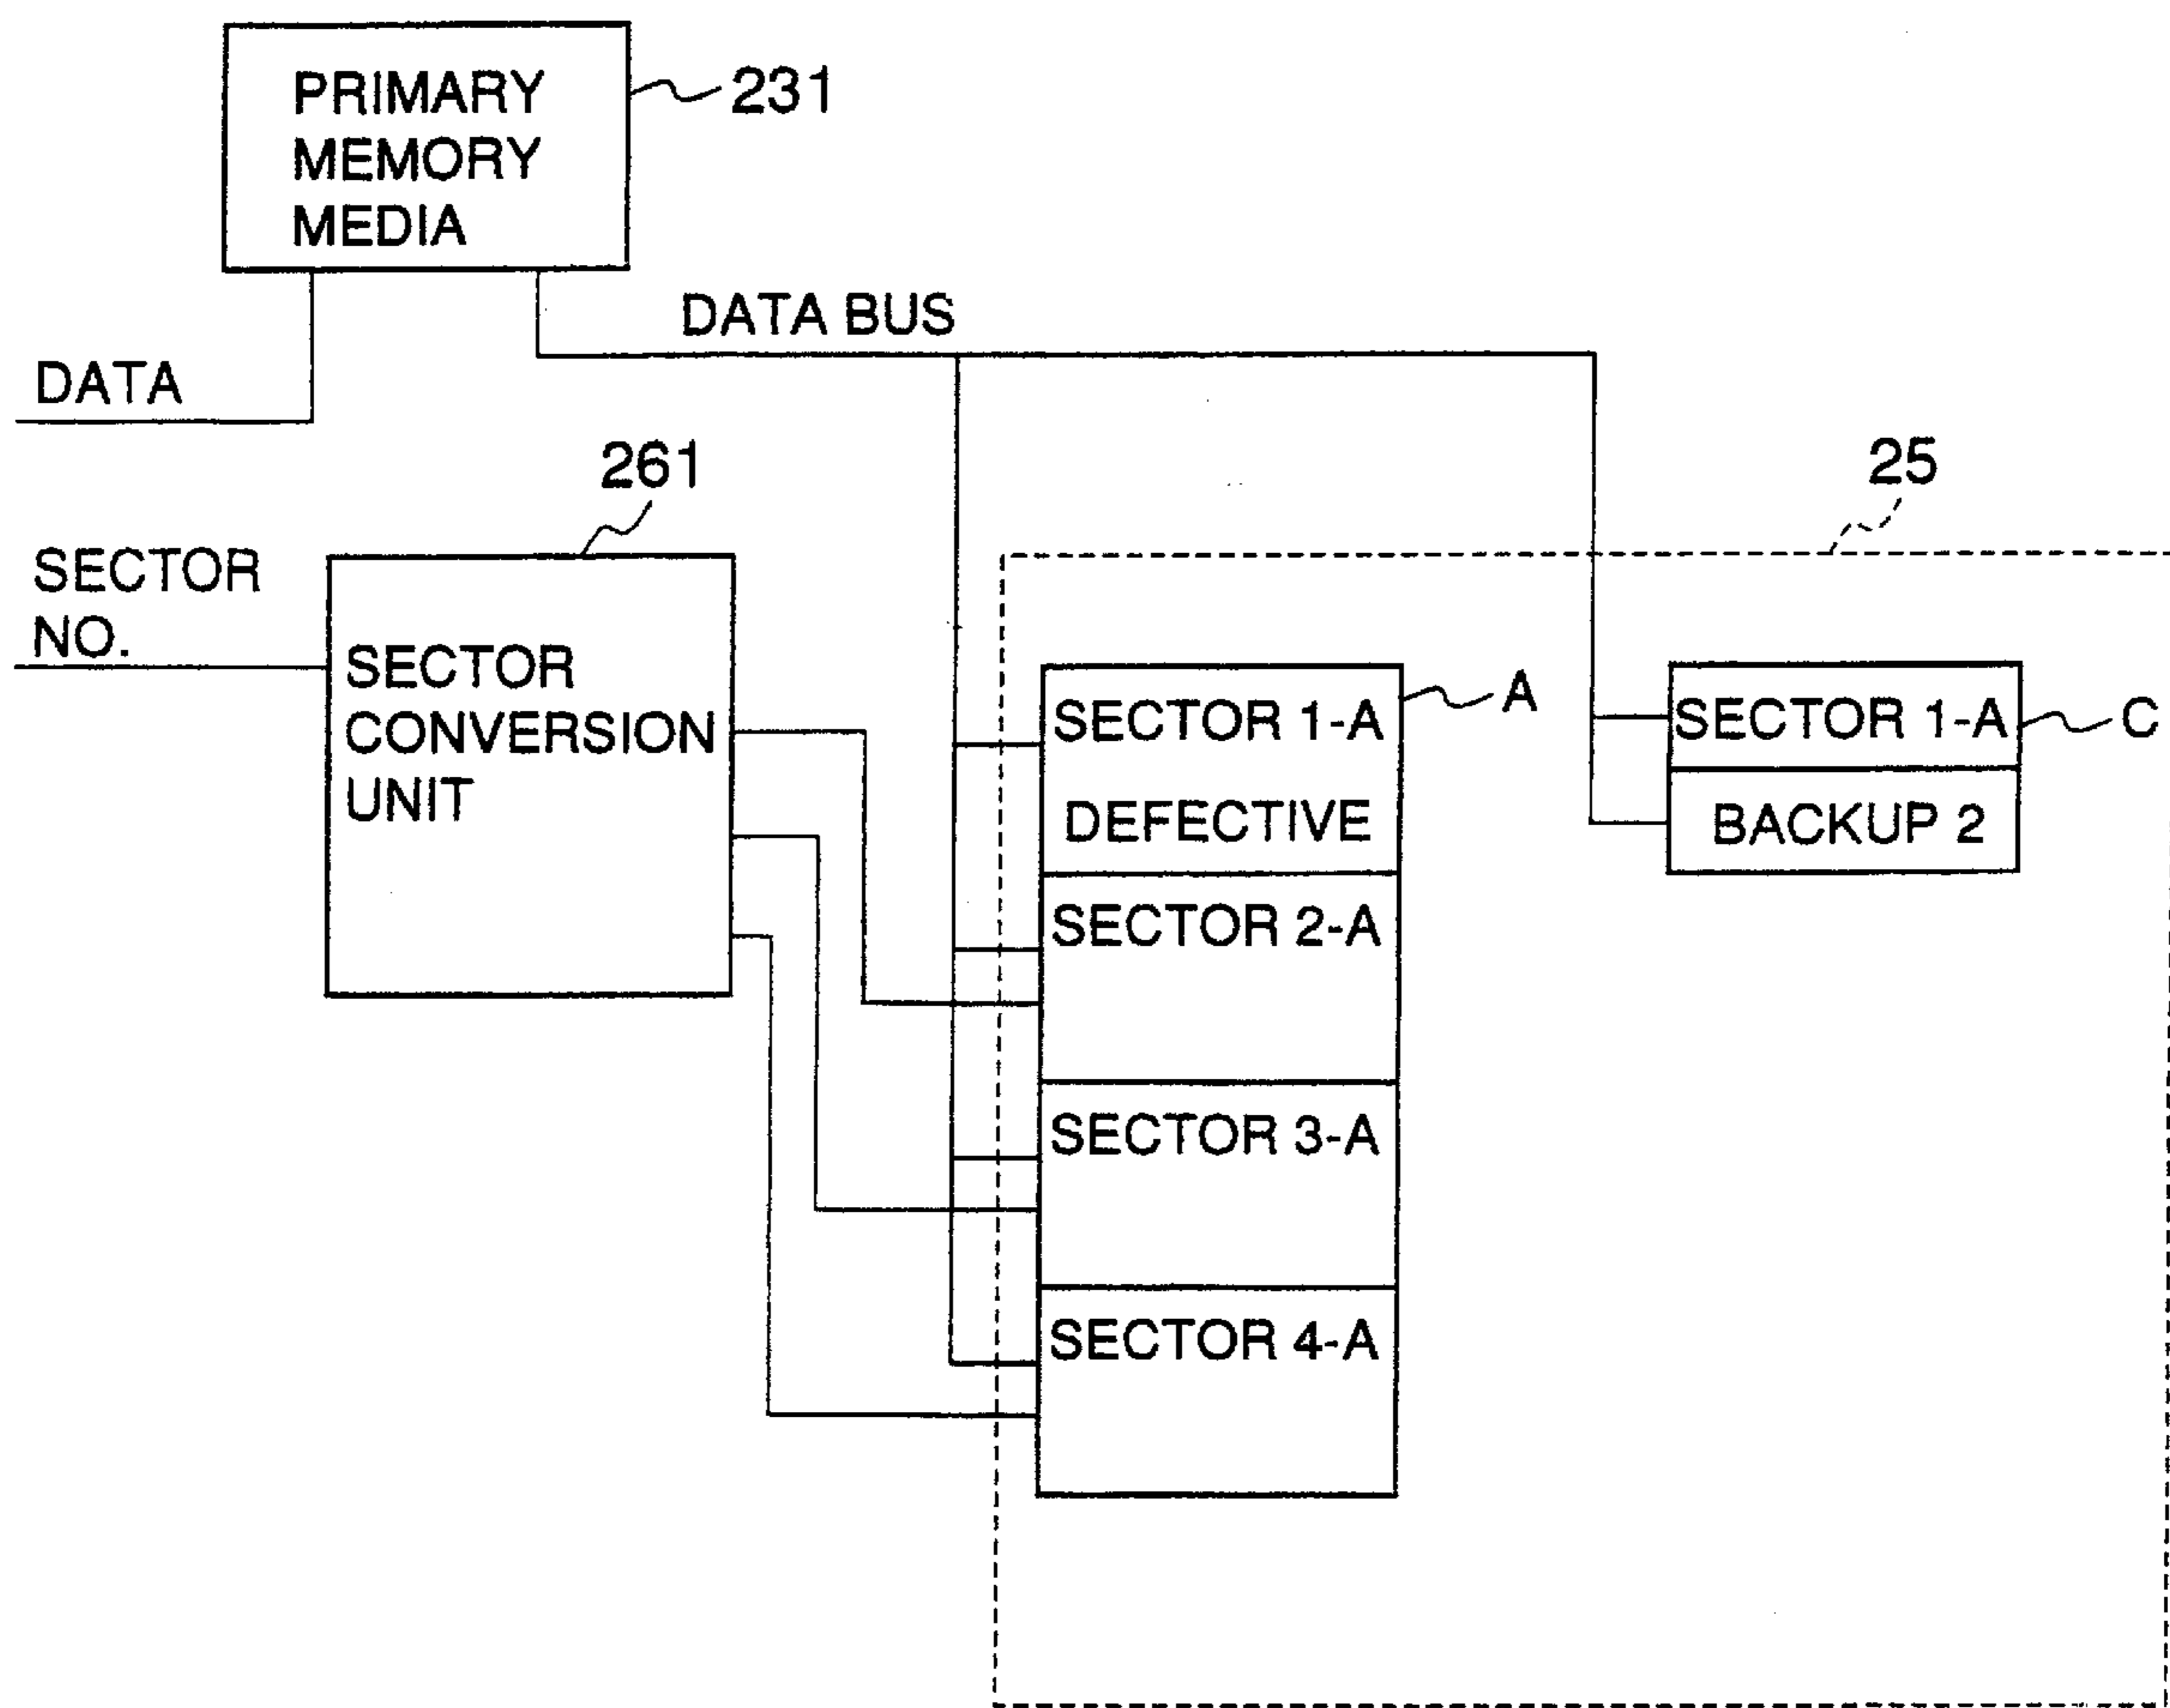 PRIMARY
MEMORY
MEDIA
231
DATA BUS
DATA
261
25
SECTOR
NO.
SECTOR
CONVERSION
UNIT
SECTOR 1-A
DEFECTIVE
A
SECTOR 2-A
SECTOR 3-A
SECTOR 4-A
SECTOR 1-A
C
BACKUP 2